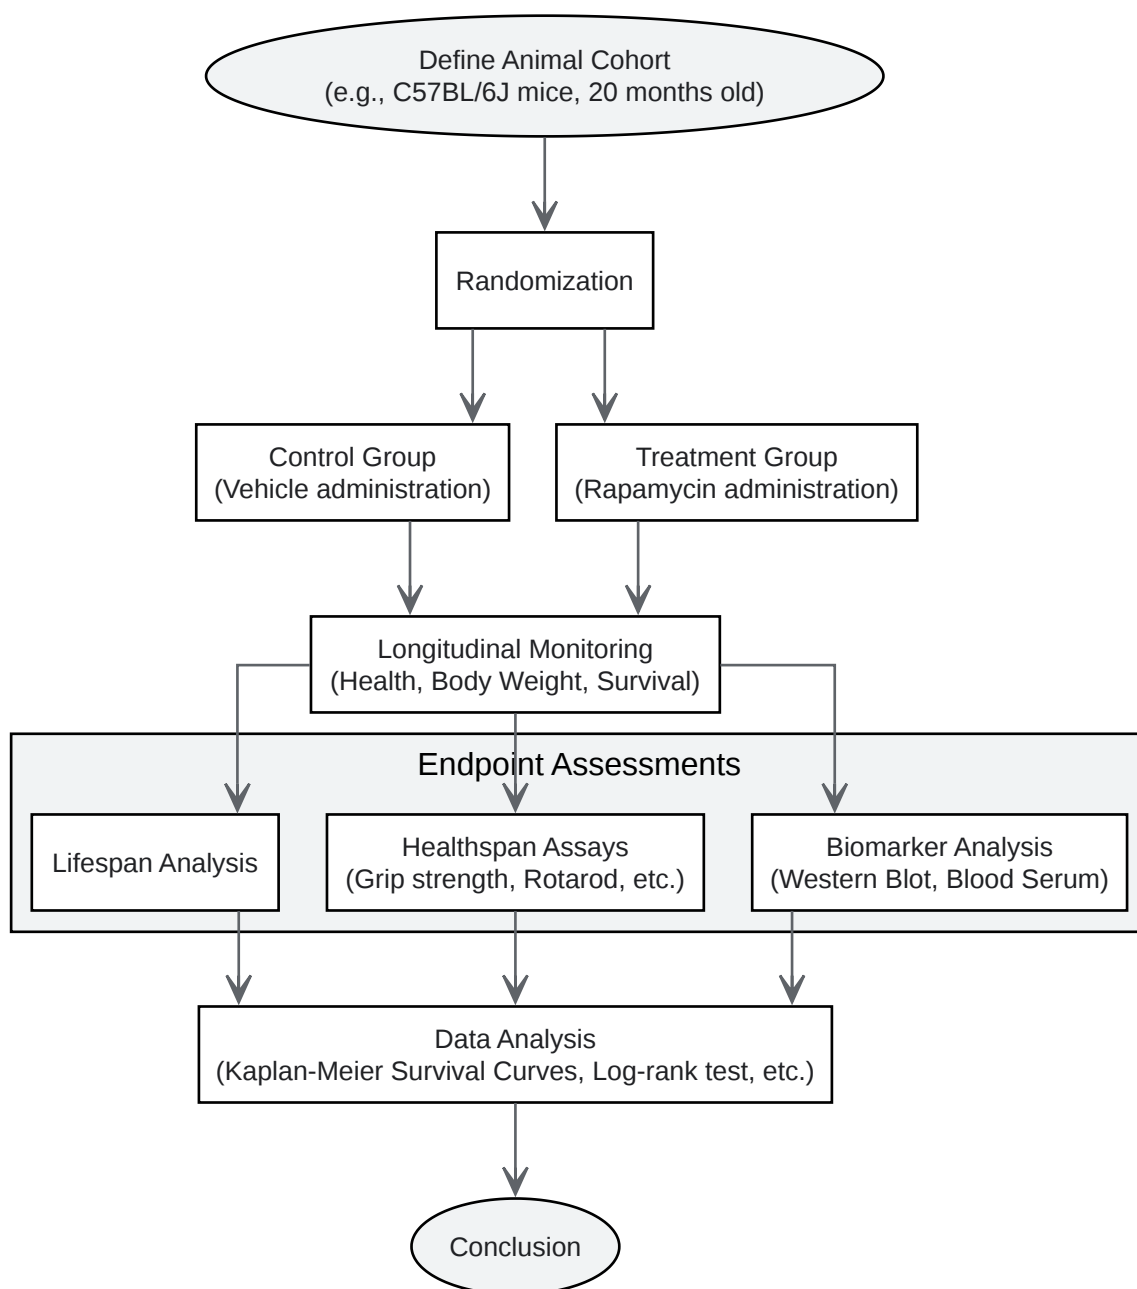 Define Animal Cohort
(e.g., C57BL/6J mice, 20 months old)
Randomization
Control Group
(Vehicle administration)
Treatment Group
(Rapamycin administration)
Longitudinal Monitoring
(Health, Body Weight, Survival)
Endpoint Assessments
Lifespan Analysis
Healthspan Assays
(Grip strength, Rotarod, etc.)
Biomarker Analysis
(Western Blot, Blood Serum)
Data Analysis
(Kaplan-Meier Survival Curves, Log-rank test, etc.)
Conclusion